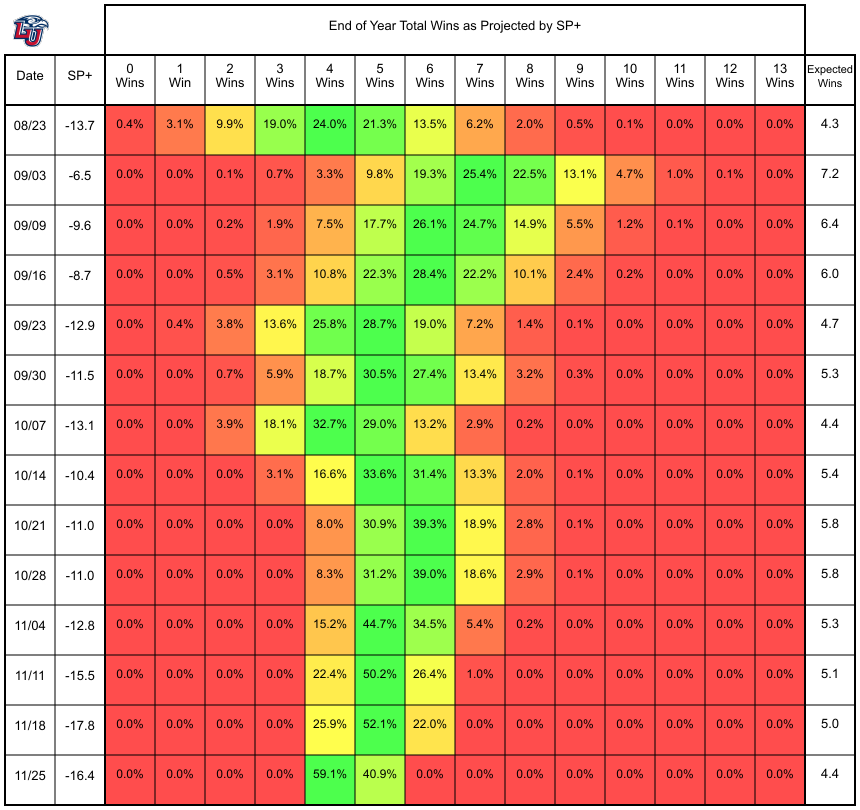 LU
End of Year Total Wins as Projected by SP+
Date SP+ 0 Wins 1 Win 2 Wins 3 Wins 4 Wins 5 Wins 6 Wins 7 Wins 8 Wins 9 Wins 10 Wins 11 Wins 12 Wins 13 Wins Expected Wins
08/23 -13.7 0.4% 3.1% 9.9% 19.0% 24.0% 21.3% 13.5% 6.2% 2.0% 0.5% 0.1% 0.0% 0.0% 0.0% 4.3
09/03 -6.5 0.0% 0.0% 0.1% 0.7% 3.3% 9.8% 19.3% 25.4% 22.5% 13.1% 4.7% 1.0% 0.1% 0.0% 7.2
09/09 -9.6 0.0% 0.0% 0.2% 1.9% 7.5% 17.7% 26.1% 24.7% 14.9% 5.5% 1.2% 0.1% 0.0% 0.0% 6.4
09/16 -8.7 0.0% 0.0% 0.5% 3.1% 10.8% 22.3% 28.4% 22.2% 10.1% 2.4% 0.2% 0.0% 0.0% 0.0% 6.0
09/23 -12.9 0.0% 0.4% 3.8% 13.6% 25.8% 28.7% 19.0% 7.2% 1.4% 0.1% 0.0% 0.0% 0.0% 0.0% 4.7
09/30 -11.5 0.0% 0.0% 0.7% 5.9% 18.7% 30.5% 27.4% 13.4% 3.2% 0.3% 0.0% 0.0% 0.0% 0.0% 5.3
10/07 -13.1 0.0% 0.0% 3.9% 18.1% 32.7% 29.0% 13.2% 2.9% 0.2% 0.0% 0.0% 0.0% 0.0% 0.0% 4.4
10/14 -10.4 0.0% 0.0% 0.0% 3.1% 16.6% 33.6% 31.4% 13.3% 2.0% 0.1% 0.0% 0.0% 0.0% 0.0% 5.4
10/21 -11.0 0.0% 0.0% 0.0% 0.0% 8.0% 30.9% 39.3% 18.9% 2.8% 0.1% 0.0% 0.0% 0.0% 0.0% 5.8
10/28 -11.0 0.0% 0.0% 0.0% 0.0% 8.3% 31.2% 39.0% 18.6% 2.9% 0.1% 0.0% 0.0% 0.0% 0.0% 5.8
11/04 -12.8 0.0% 0.0% 0.0% 0.0% 15.2% 44.7% 34.5% 5.4% 0.2% 0.0% 0.0% 0.0% 0.0% 0.0% 5.3
11/11 -15.5 0.0% 0.0% 0.0% 0.0% 22.4% 50.2% 26.4% 1.0% 0.0% 0.0% 0.0% 0.0% 0.0% 0.0% 5.1
11/18 -17.8 0.0% 0.0% 0.0% 0.0% 25.9% 52.1% 22.0% 0.0% 0.0% 0.0% 0.0% 0.0% 0.0% 0.0% 5.0
11/25 -16.4 0.0% 0.0% 0.0% 0.0% 59.1% 40.9% 0.0% 0.0% 0.0% 0.0% 0.0% 0.0% 0.0% 0.0% 4.4